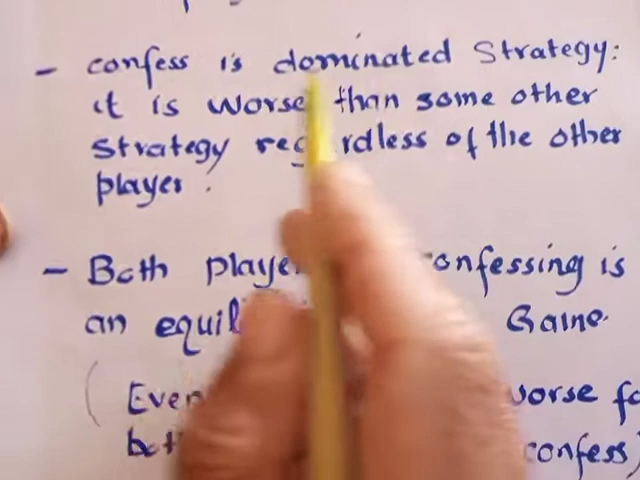 - confess is dominated Strategy:
it is worse than some other
Strategy regardless of the other
player.
- Both player confessing is
an equil Game.
(Even worse fo
bot confess)